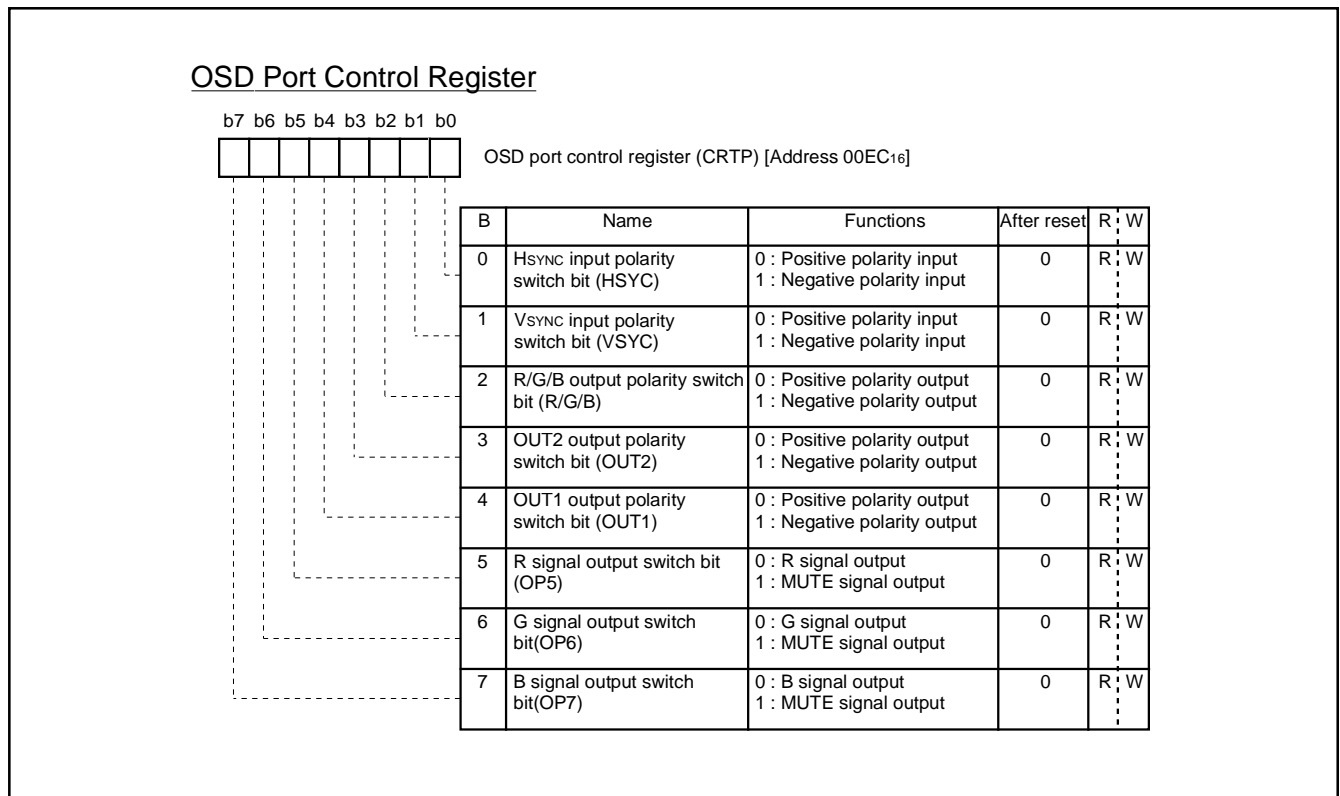 OSD Port Control Register
b7 b6 b5 b4 b3 b2 b1 b0
OSD port control register (CRTP) [Address 00EC16]
B Name Functions After reset R W
0 HSYNC input polarity switch bit (HSYC) 0 : Positive polarity input 0 R W
1 : Negative polarity input
1 VSYNC input polarity switch bit (VSYC) 0 : Positive polarity input 0 R W
1 : Negative polarity input
2 R/G/B output polarity switch bit (R/G/B) 0 : Positive polarity output 0 R W
1 : Negative polarity output
3 OUT2 output polarity switch bit (OUT2) 0 : Positive polarity output 0 R W
1 : Negative polarity output
4 OUT1 output polarity switch bit (OUT1) 0 : Positive polarity output 0 R W
1 : Negative polarity output
5 R signal output switch bit (OP5) 0 : R signal output 0 R W
1 : MUTE signal output
6 G signal output switch bit(OP6) 0 : G signal output 0 R W
1 : MUTE signal output
7 B signal output switch bit(OP7) 0 : B signal output 0 R W
1 : MUTE signal output